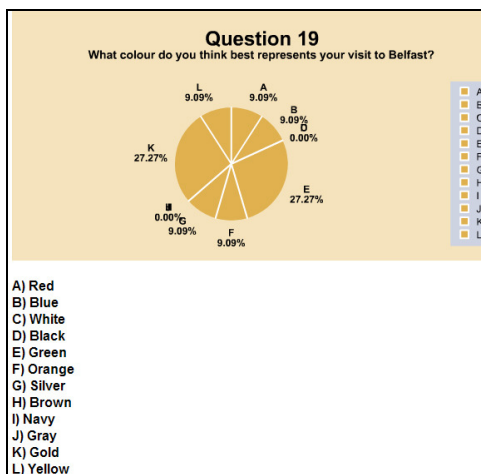 Question 19
What colour do you think best represents your visit to Belfast?
L
9.09%
A
9.09%
B
9.09%
D
0.00%
K
27.27%
E
27.27%
0.00%
G
9.09%
F
9.09%
A
B
C
D
E
F
G
H
I
J
K
L
A) Red
B) Blue
C) White
D) Black
E) Green
F) Orange
G) Silver
H) Brown
I) Navy
J) Gray
K) Gold
L) Yellow